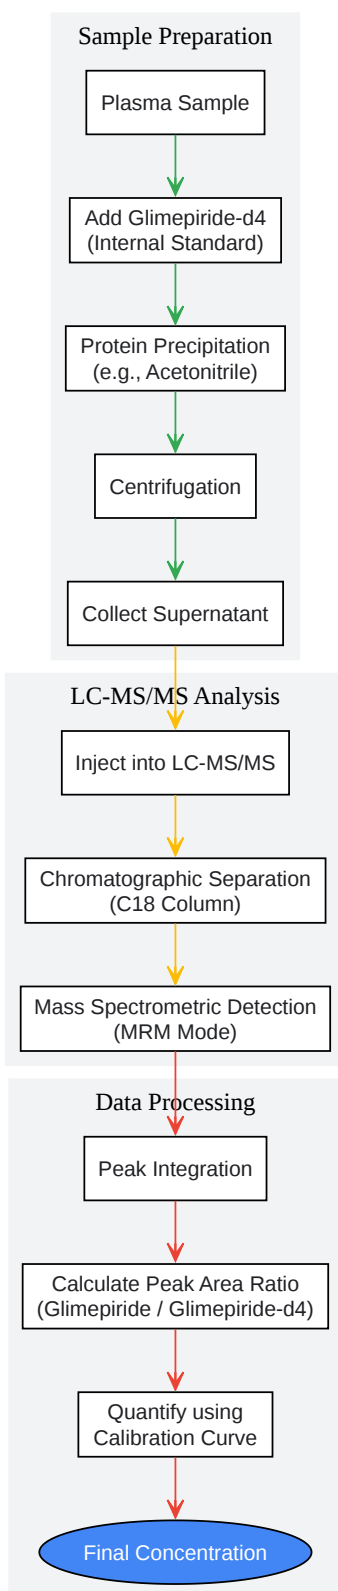 Sample Preparation
Plasma Sample
Add Glimepiride-d4
(Internal Standard)
Protein Precipitation
(e.g., Acetonitrile)
Centrifugation
Collect Supernatant
LC-MS/MS Analysis
Inject into LC-MS/MS
Chromatographic Separation
(C18 Column)
Mass Spectrometric Detection
(MRM Mode)
Data Processing
Peak Integration
Calculate Peak Area Ratio
(Glimepiride / Glimepiride-d4)
Quantify using
Calibration Curve
Final Concentration